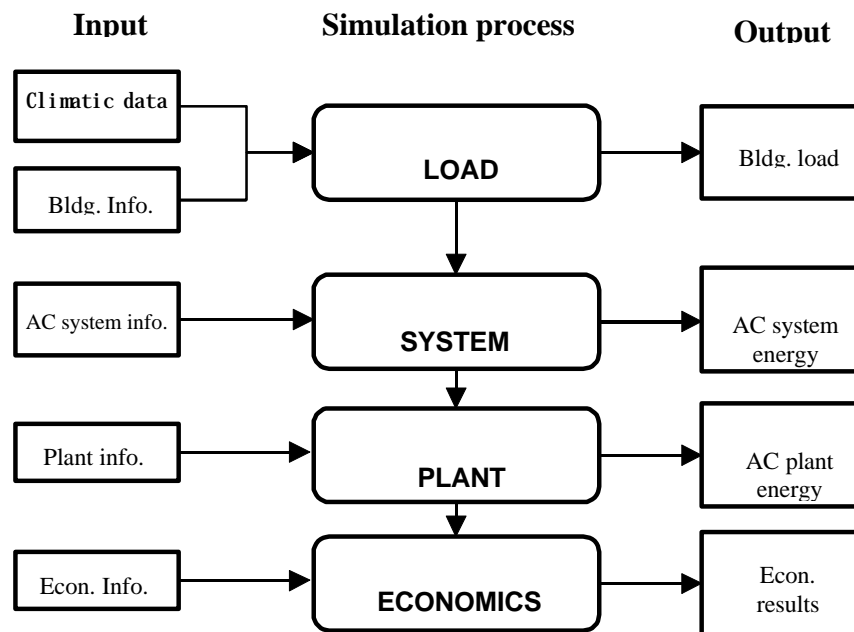 Input
Simulation process
Output
Climatic data
LOAD
Bldg. load
Bldg. Info.
AC system info.
SYSTEM
AC system
energy
Plant info.
PLANT
AC plant
energy
Econ. Info.
ECONOMICS
Econ.
results